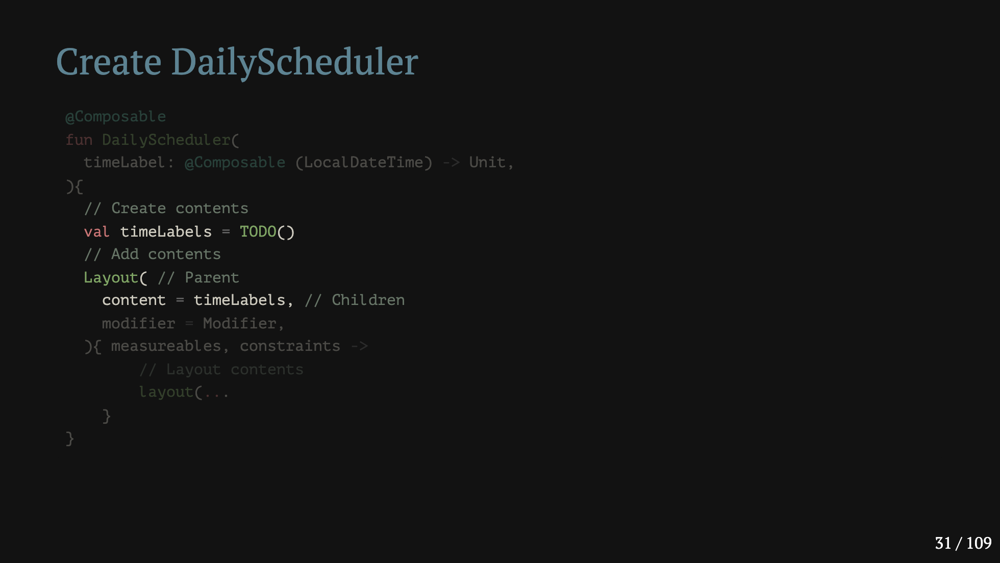 Create DailyScheduler
@Composable
fun DailyScheduler(
  timeLabel: @Composable (LocalDateTime) -> Unit,
){
  // Create contents
  val timeLabels = TODO()
  // Add contents
  Layout( // Parent
    content = timeLabels, // Children
    modifier = Modifier,
  ){ measureables, constraints ->
        // Layout contents
        layout(...
    }
}
31 / 109